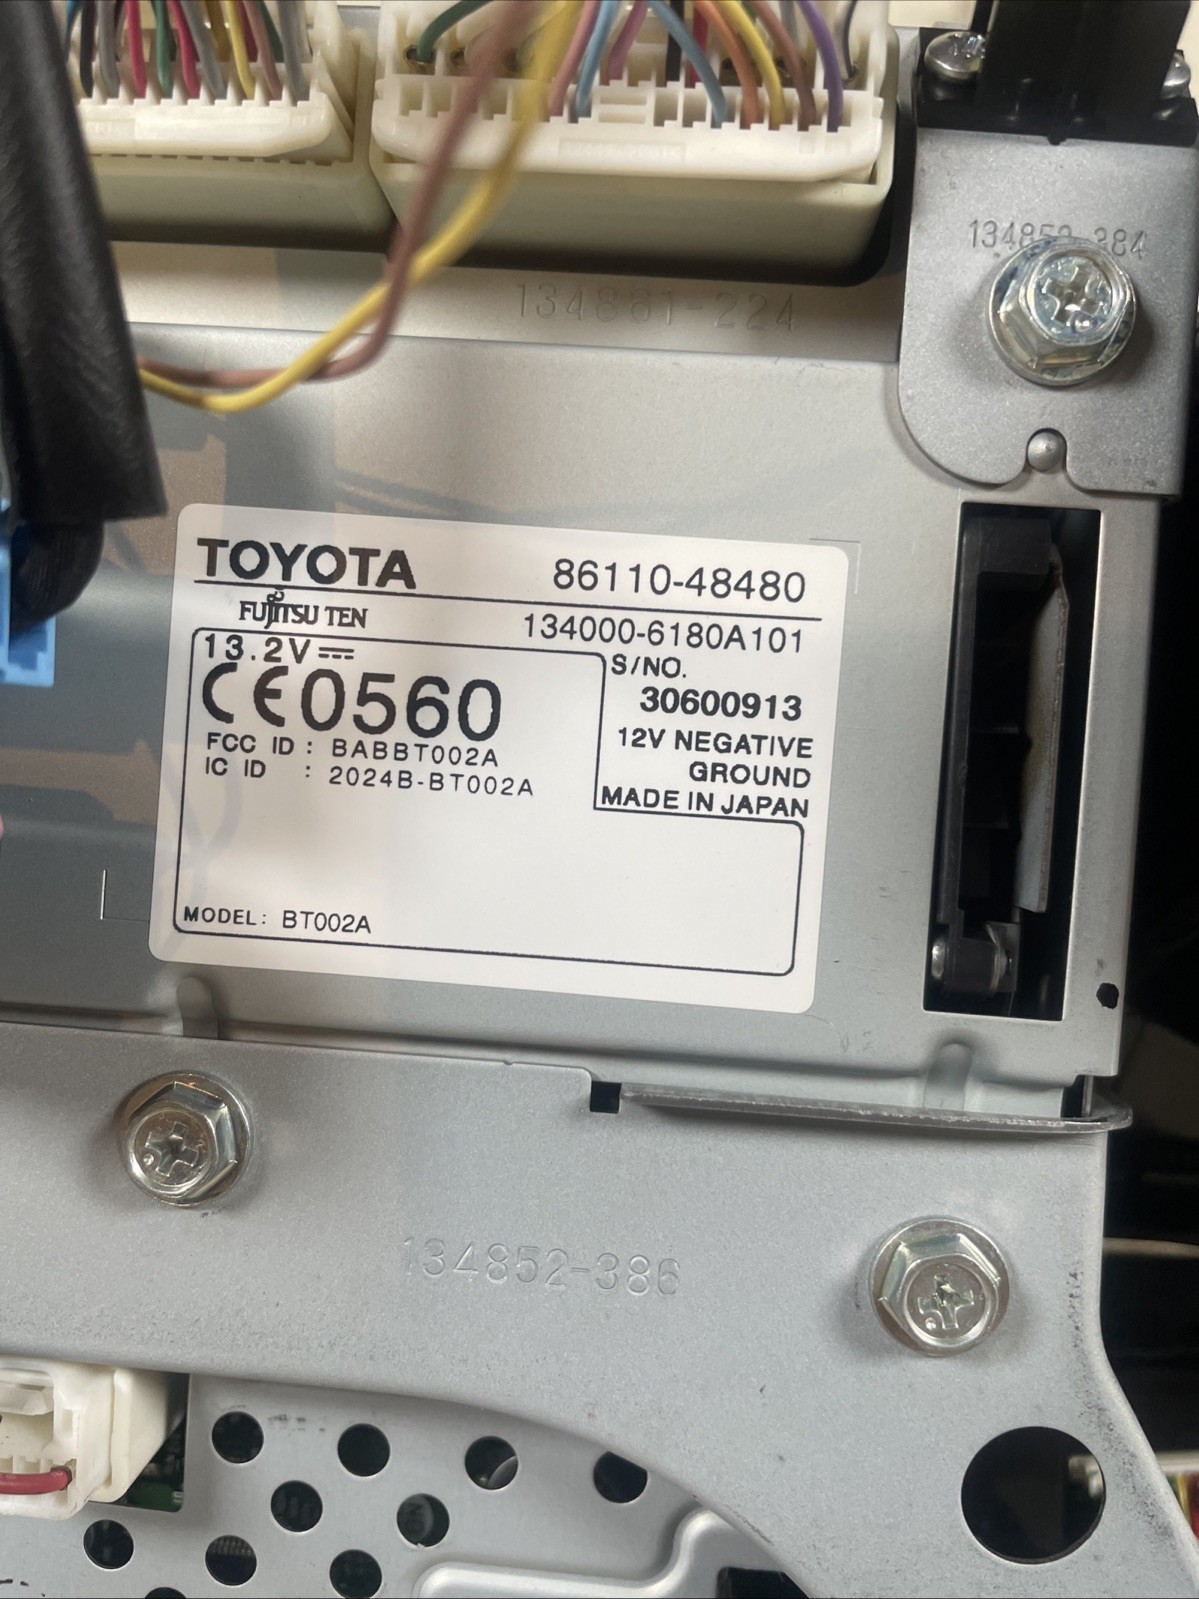 134852-384
134861-224
TOYOTA 86110-48480
FUJITSU TEN 134000-6180A101
13.2V
S/NO.
CE0560
30600913
FCC ID : BABBT002A
12V NEGATIVE
IC ID : 2024B-BT002A
GROUND
MADE IN JAPAN
MODEL: BT002A
134852-386